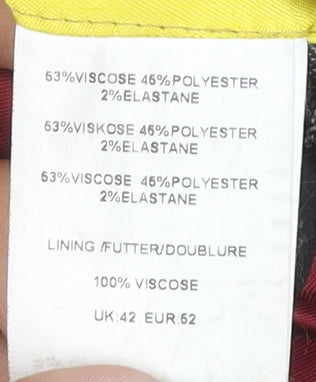 53%VISCOSE 45%POLYESTER
2%ELASTANE
53%VISKOSE 45%POLYESTER
2%ELASTANE
53%VISCOSE 45%POLYESTER
2%ELASTANE
LINING /FUTTER/DOUBLURE
100% VISCOSE
UK:42 EUR:52